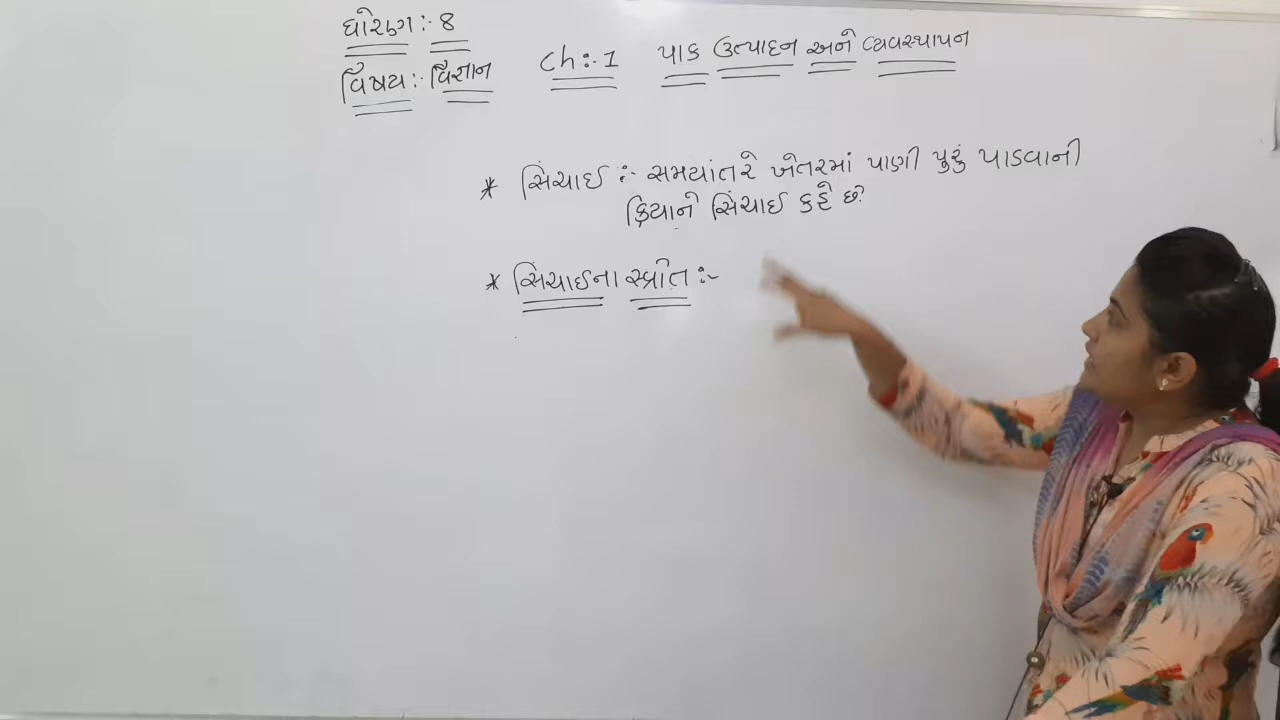 ધોરણ:- 8
વિષય:- વિજ્ઞાન
Ch:-1 પાક ઉત્પાદન અને વ્યવસ્થાપન
* સિંચાઈ :- સમયાંતરે ખેતરમાં પાણી પુરું પાડવાની
ક્રિયાને સિંચાઈ કહે છે.
* સિંચાઈના સ્ત્રોત :-